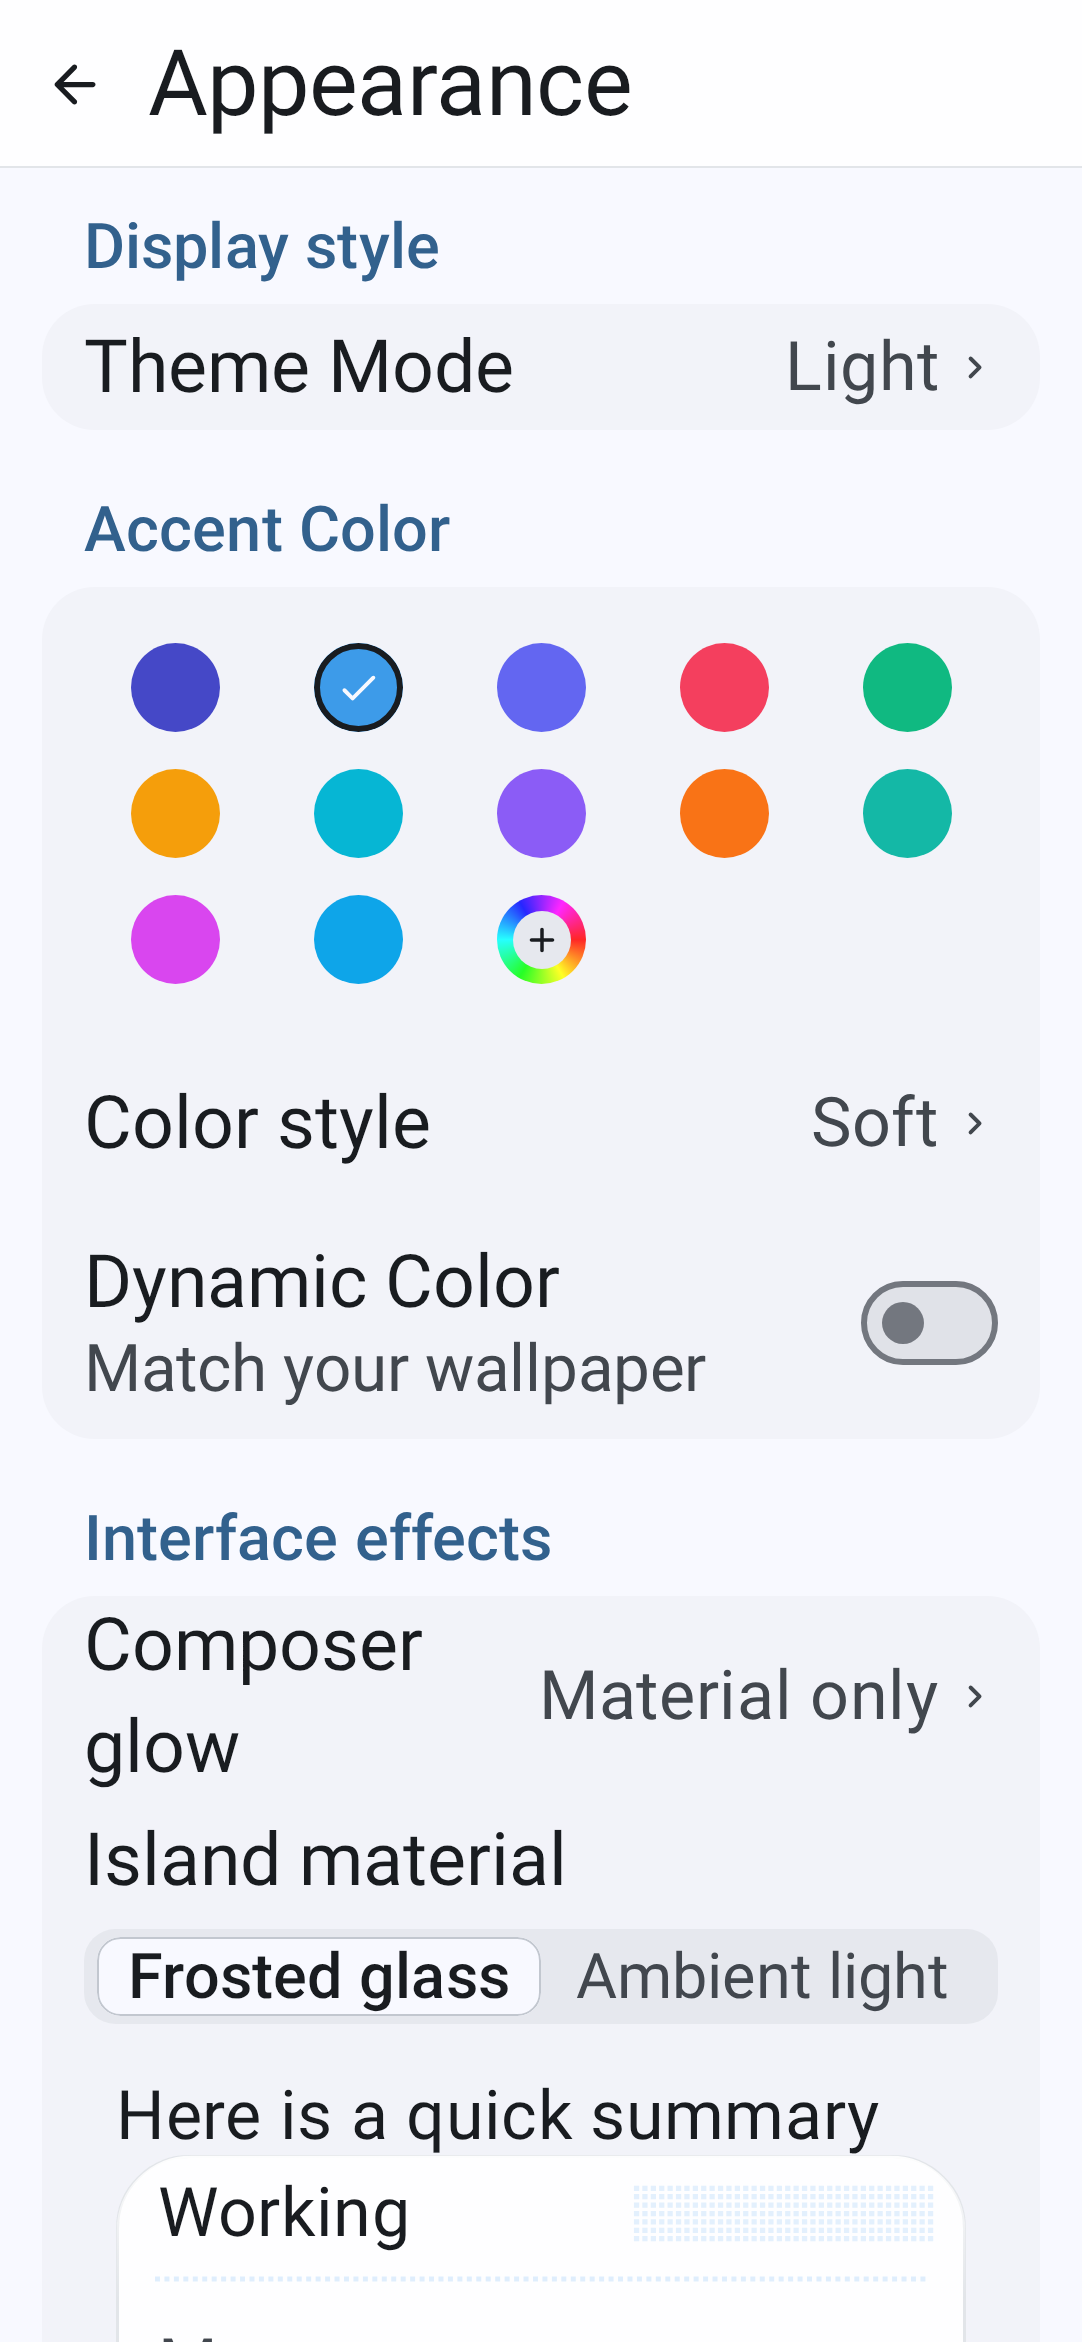 Appearance
Display style
Theme Mode
Light
Accent Color
Color style
Soft
Dynamic Color
Match your wallpaper
Interface effects
Composer
glow
Material only
Island material
Frosted glass
Ambient light
Here is a quick summary
Working